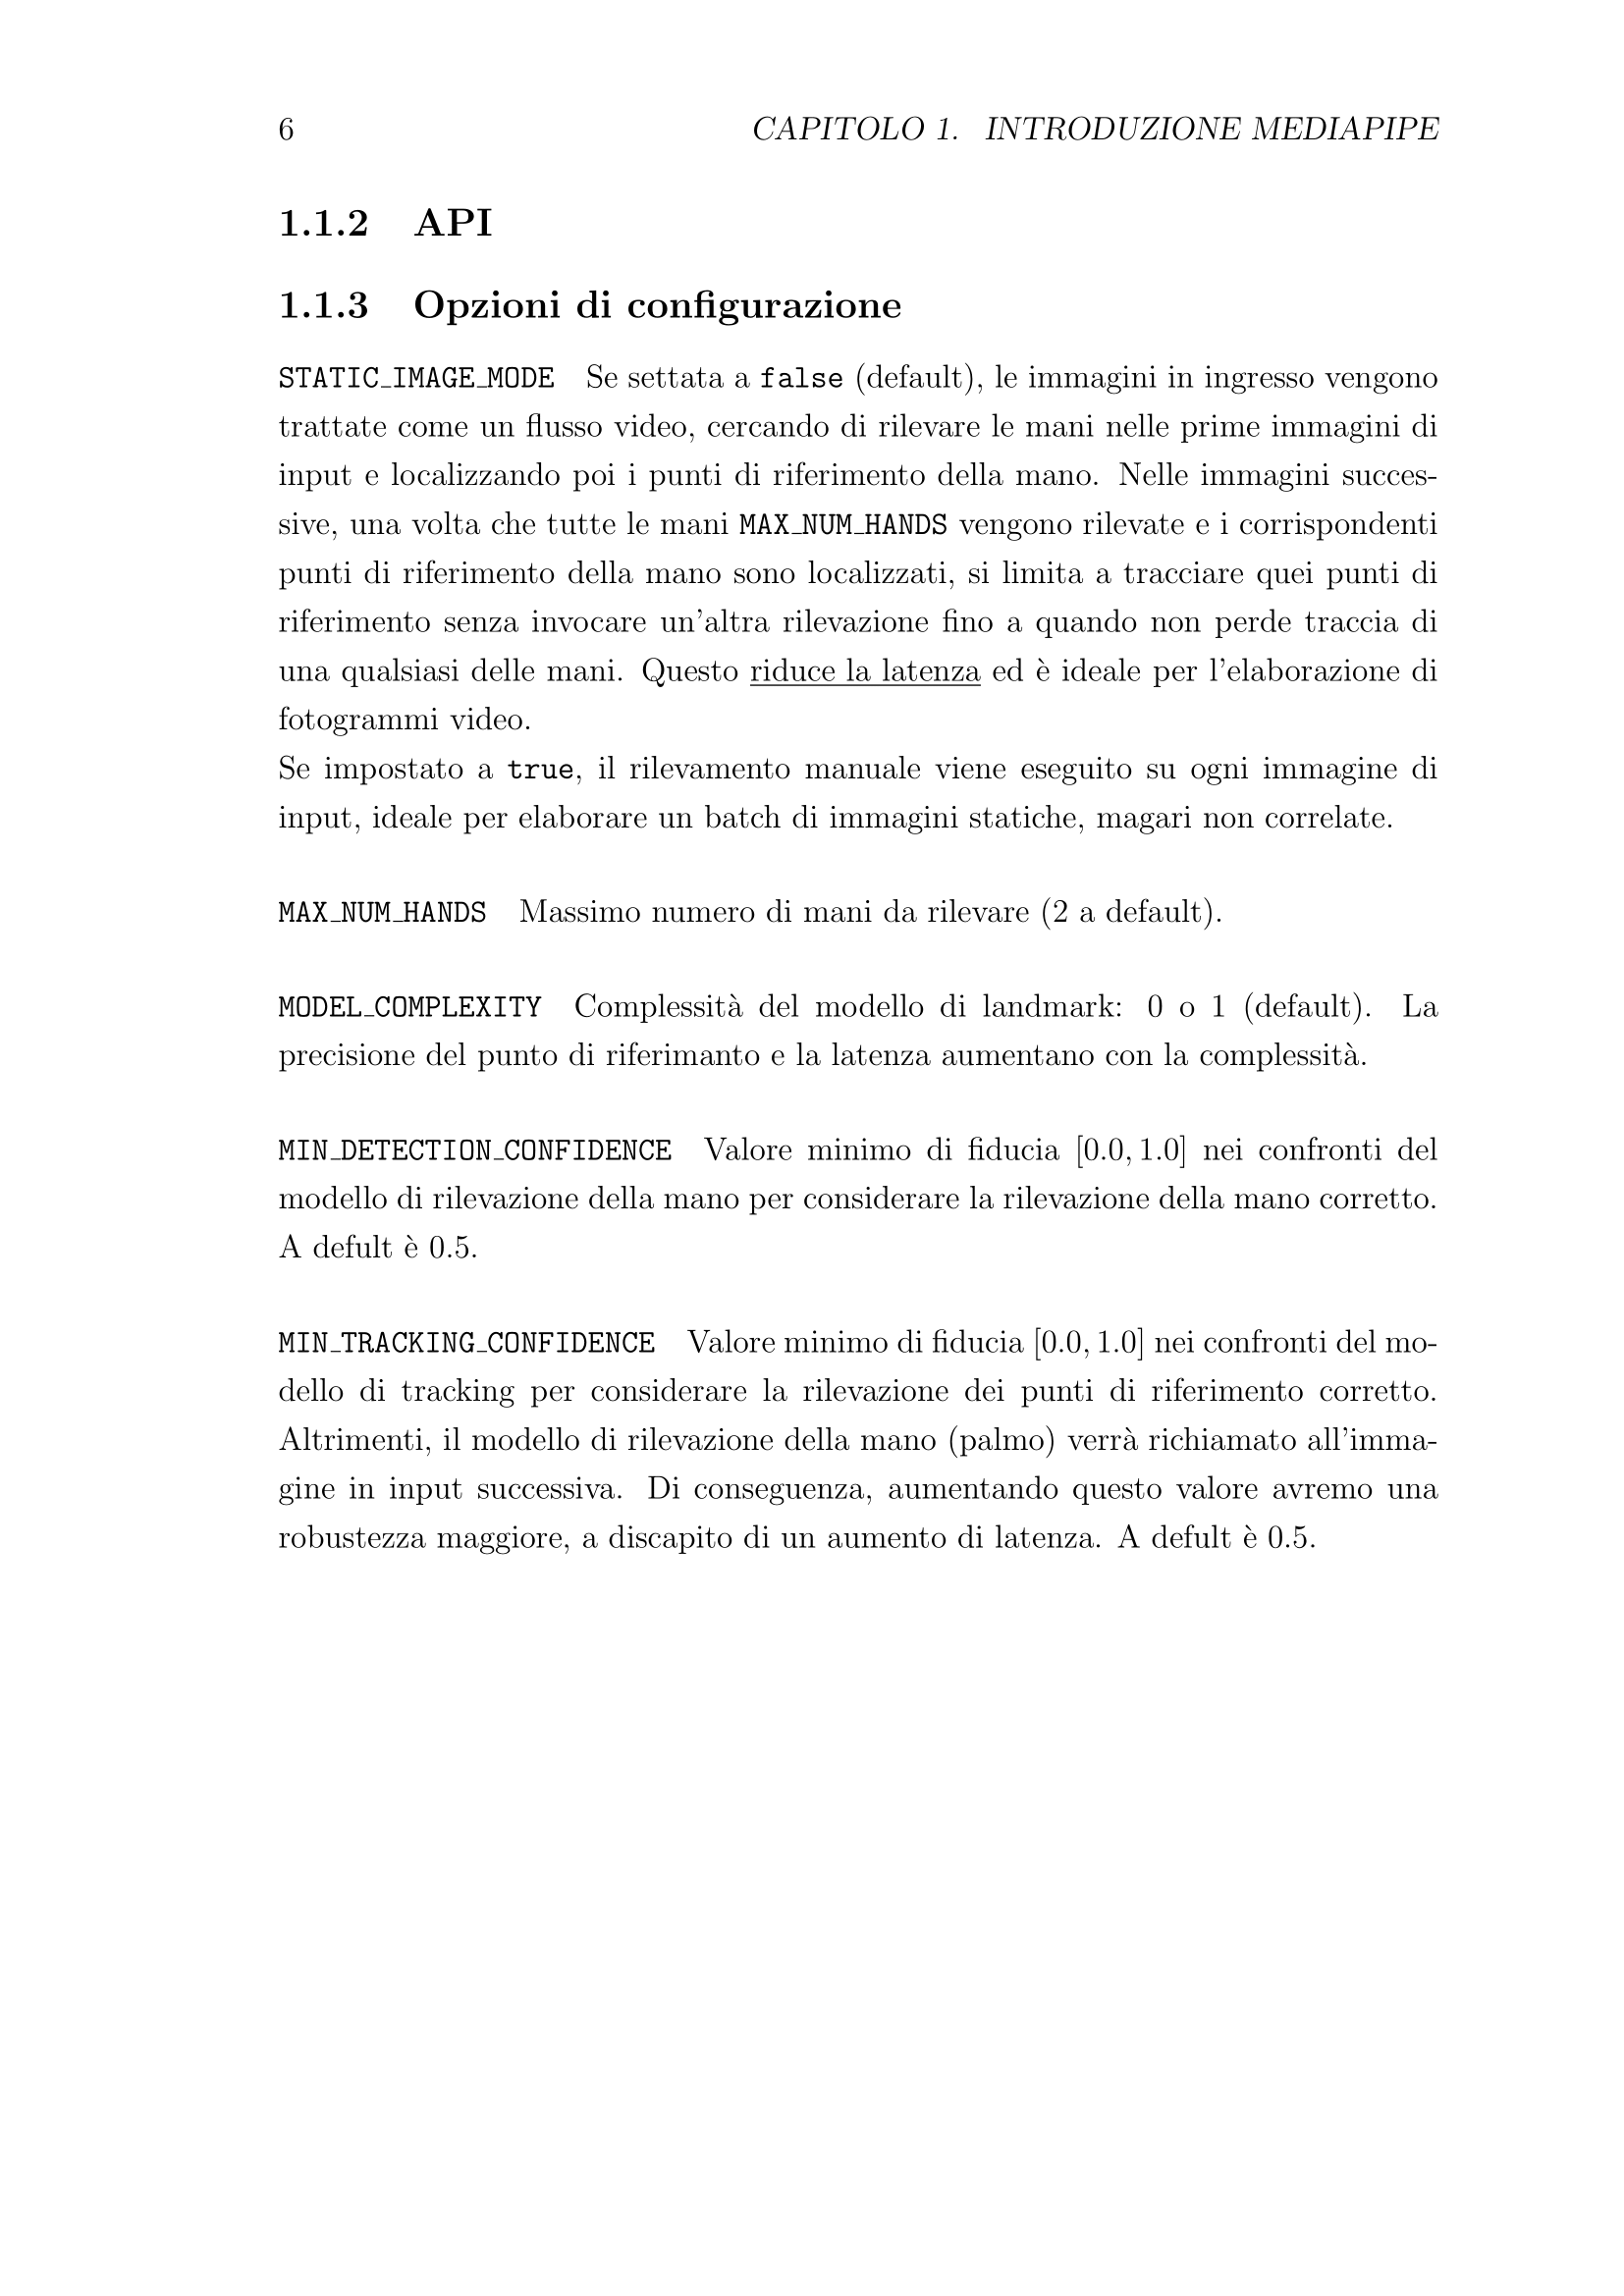 6 CAPITOLO 1. INTRODUZIONE MEDIAPIPE
1.1.2 API
1.1.3 Opzioni di configurazione
STATIC_IMAGE_MODE Se settata a false (default), le immagini in ingresso vengono
trattate come un flusso video, cercando di rilevare le mani nelle prime immagini di
input e localizzando poi i punti di riferimento della mano. Nelle immagini succes-
sive, una volta che tutte le mani MAX_NUM_HANDS vengono rilevate e i corrispondenti
punti di riferimento della mano sono localizzati, si limita a tracciare quei punti di
riferimento senza invocare un'altra rilevazione fino a quando non perde traccia di
una qualsiasi delle mani. Questo riduce la latenza ed è ideale per l'elaborazione di
fotogrammi video.
Se impostato a true, il rilevamento manuale viene eseguito su ogni immagine di
input, ideale per elaborare un batch di immagini statiche, magari non correlate.
MAX_NUM_HANDS Massimo numero di mani da rilevare (2 a default).
MODEL_COMPLEXITY Complessità del modello di landmark: 0 o 1 (default). La
precisione del punto di riferimanto e la latenza aumentano con la complessità.
MIN_DETECTION_CONFIDENCE Valore minimo di fiducia [0.0, 1.0] nei confronti del
modello di rilevazione della mano per considerare la rilevazione della mano corretto.
A defult è 0.5.
MIN_TRACKING_CONFIDENCE Valore minimo di fiducia [0.0, 1.0] nei confronti del mo-
dello di tracking per considerare la rilevazione dei punti di riferimento corretto.
Altrimenti, il modello di rilevazione della mano (palmo) verrà richiamato all'imma-
gine in input successiva. Di conseguenza, aumentando questo valore avremo una
robustezza maggiore, a discapito di un aumento di latenza. A defult è 0.5.